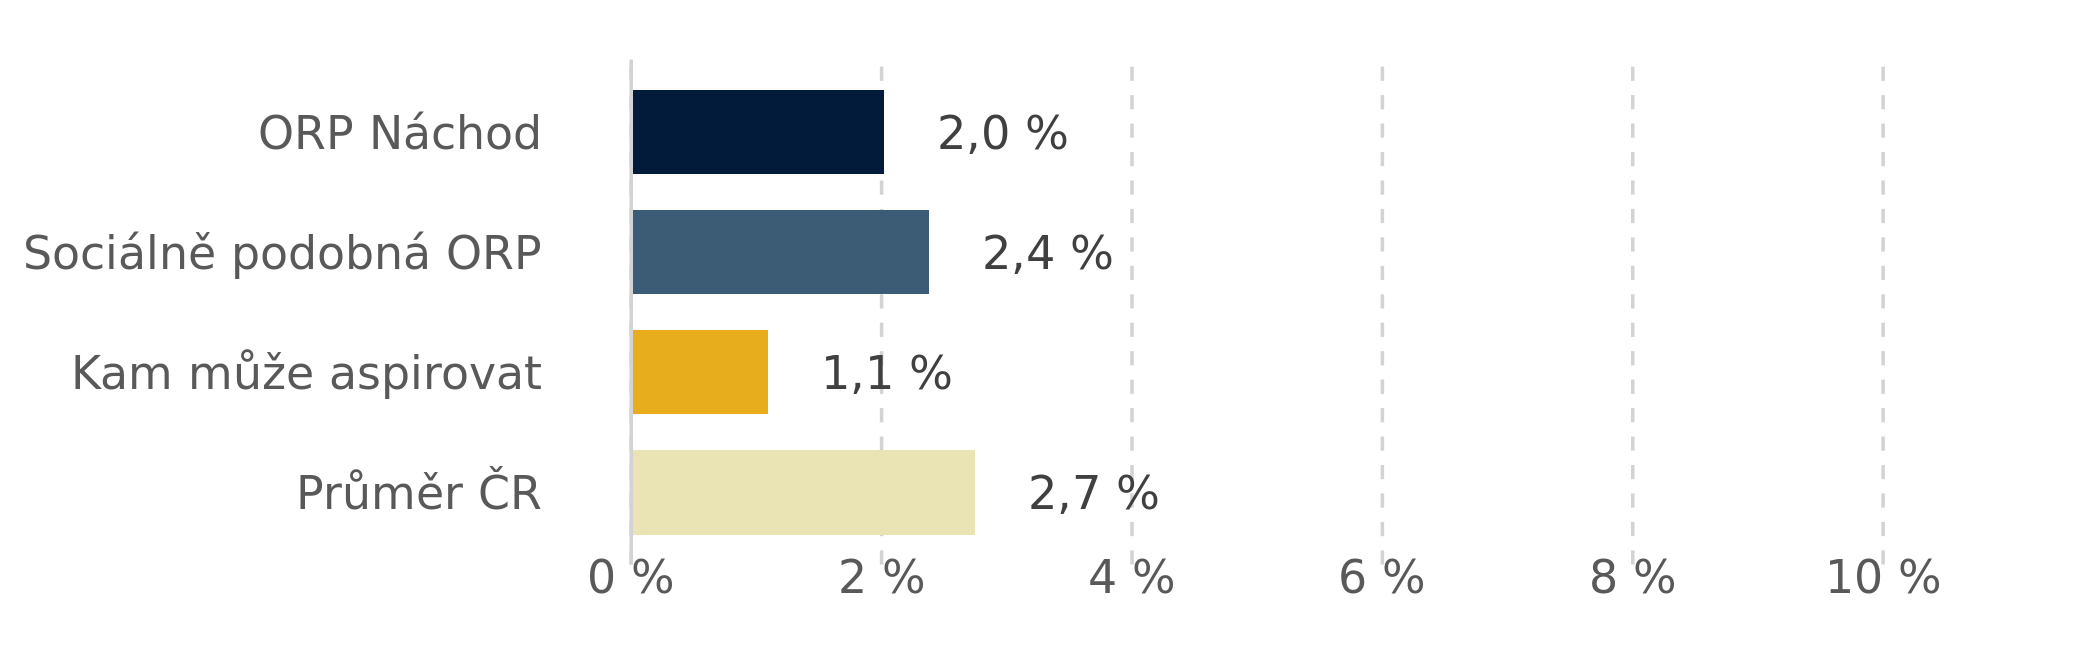 ORP Náchod 2,0 %
Sociálně podobná ORP 2,4 %
Kam může aspirovat 1,1 %
Průměr ČR 2,7 %
0 % 2 % 4 % 6 % 8 % 10 %